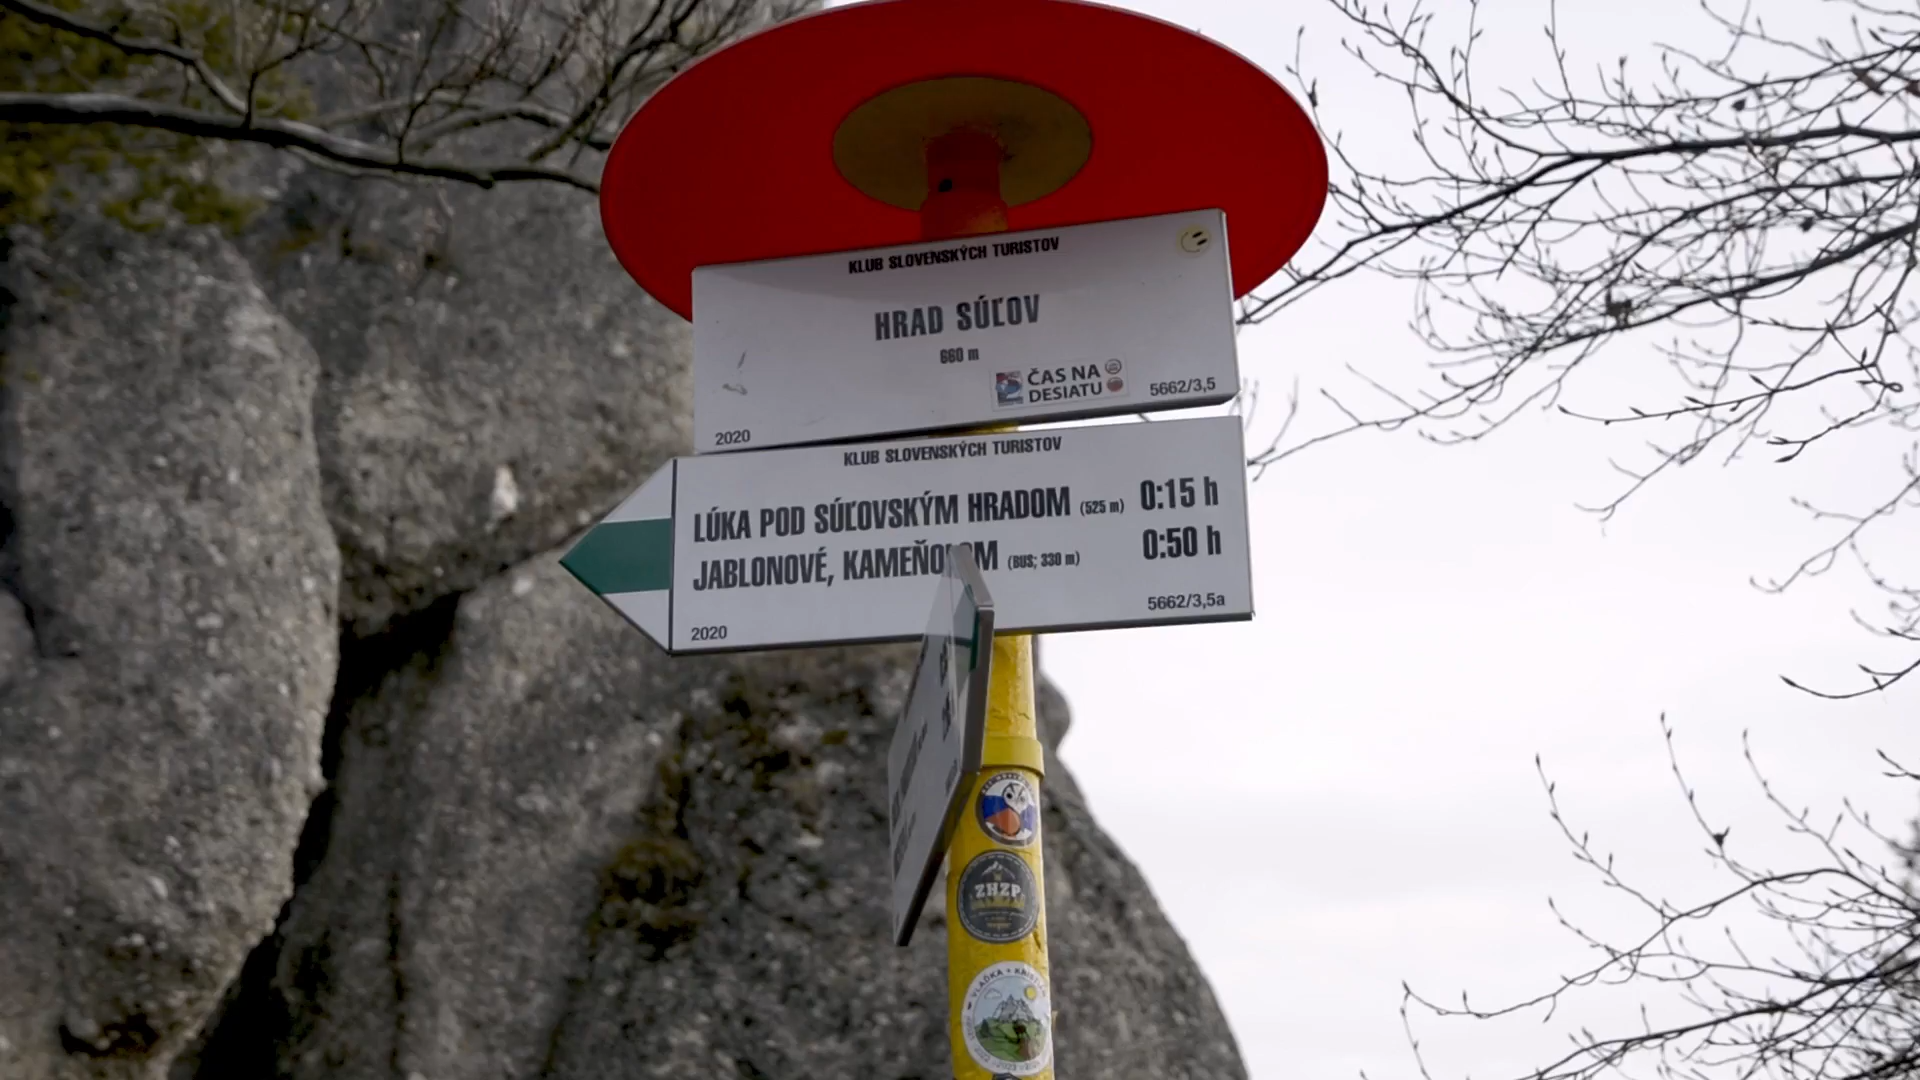 KLUB SLOVENSKÝCH TURISTOV
HRAD SÚĽOV
660 m
ČAS NA
DESIATU
5662/3,5
2020
KLUB SLOVENSKÝCH TURISTOV
LÚKA POD SÚĽOVSKÝM HRADOM (525 m) 0:15 h
JABLONOVÉ, (BUS; 330 m) 0:50 h
5662/3,5a
2020
ZHZP
VLAĎKA +